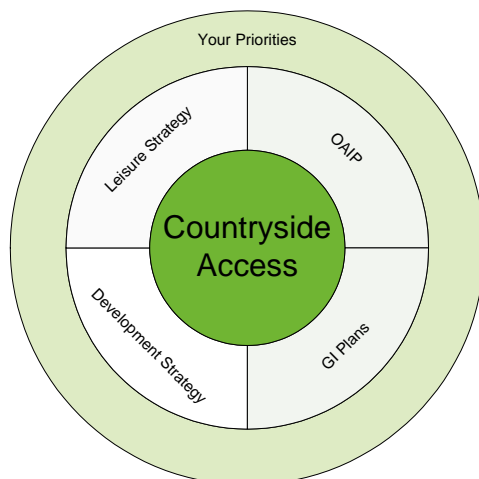 Your Priorities
Leisure Strategy
OAIP
Countryside
Access
Development Strategy
GI Plans